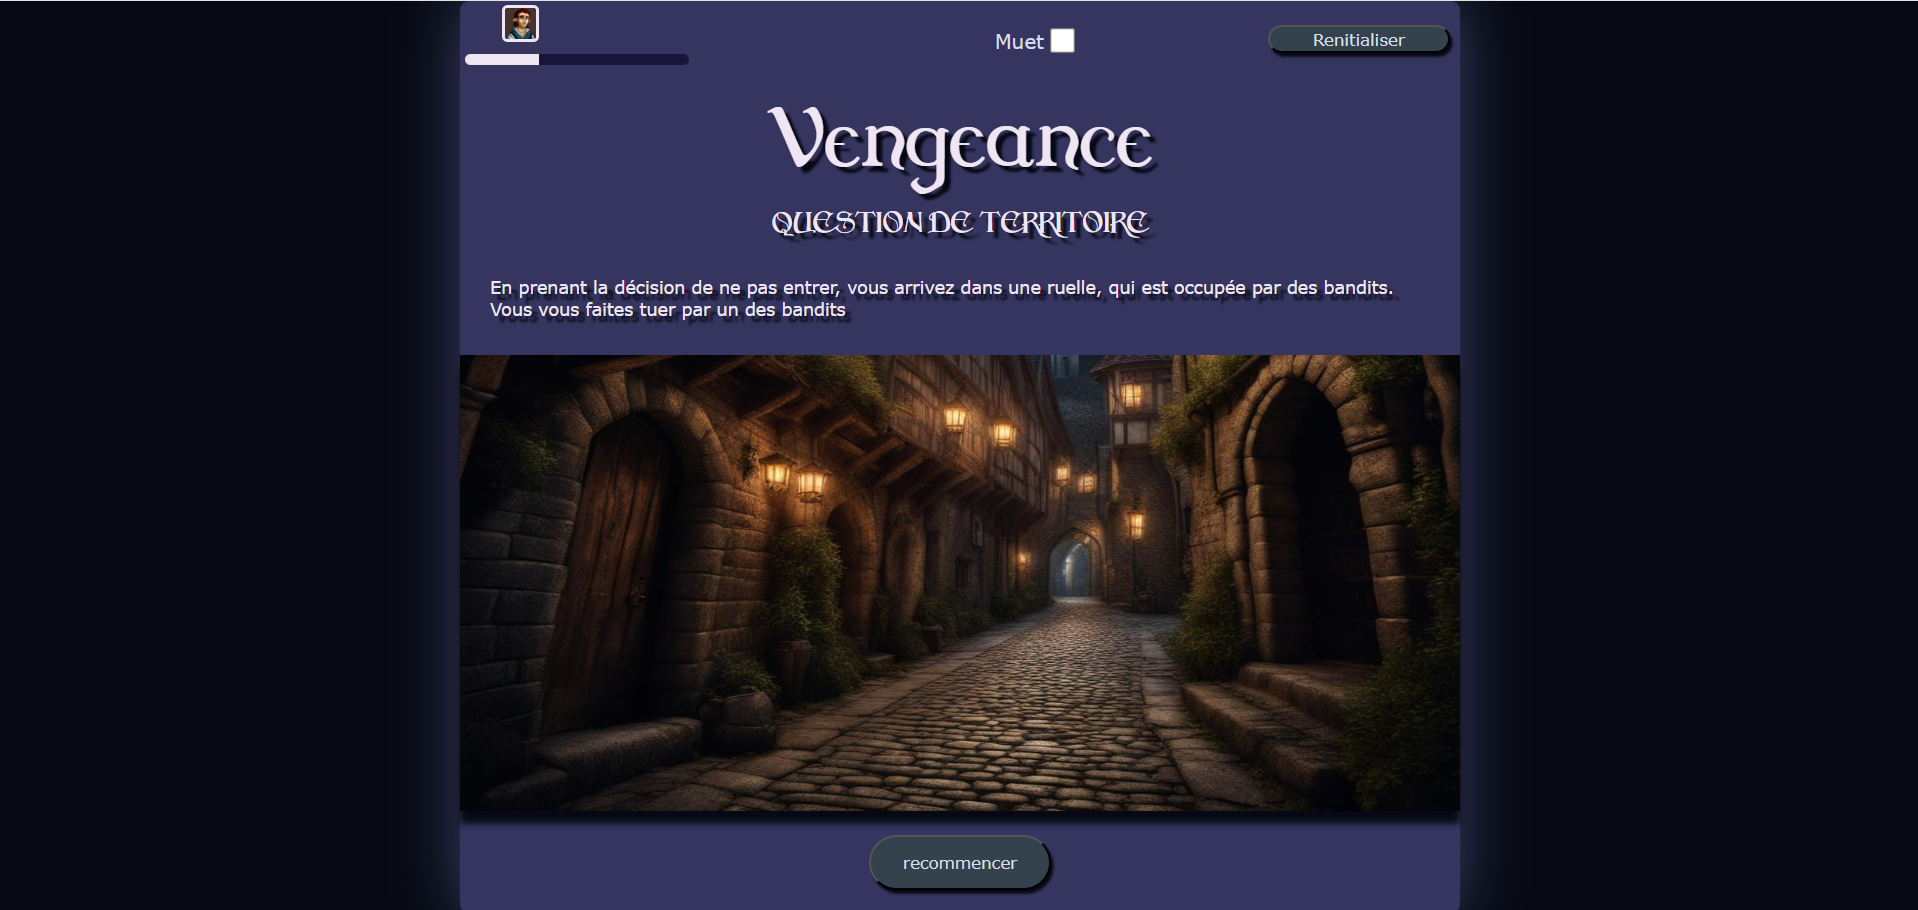 Muet
Renitialiser
Vengeance
QUESTION DE TERRITOIRE
En prenant la décision de ne pas entrer, vous arrivez dans une ruelle, qui est occupée par des bandits.
Vous vous faites tuer par un des bandits
recommencer